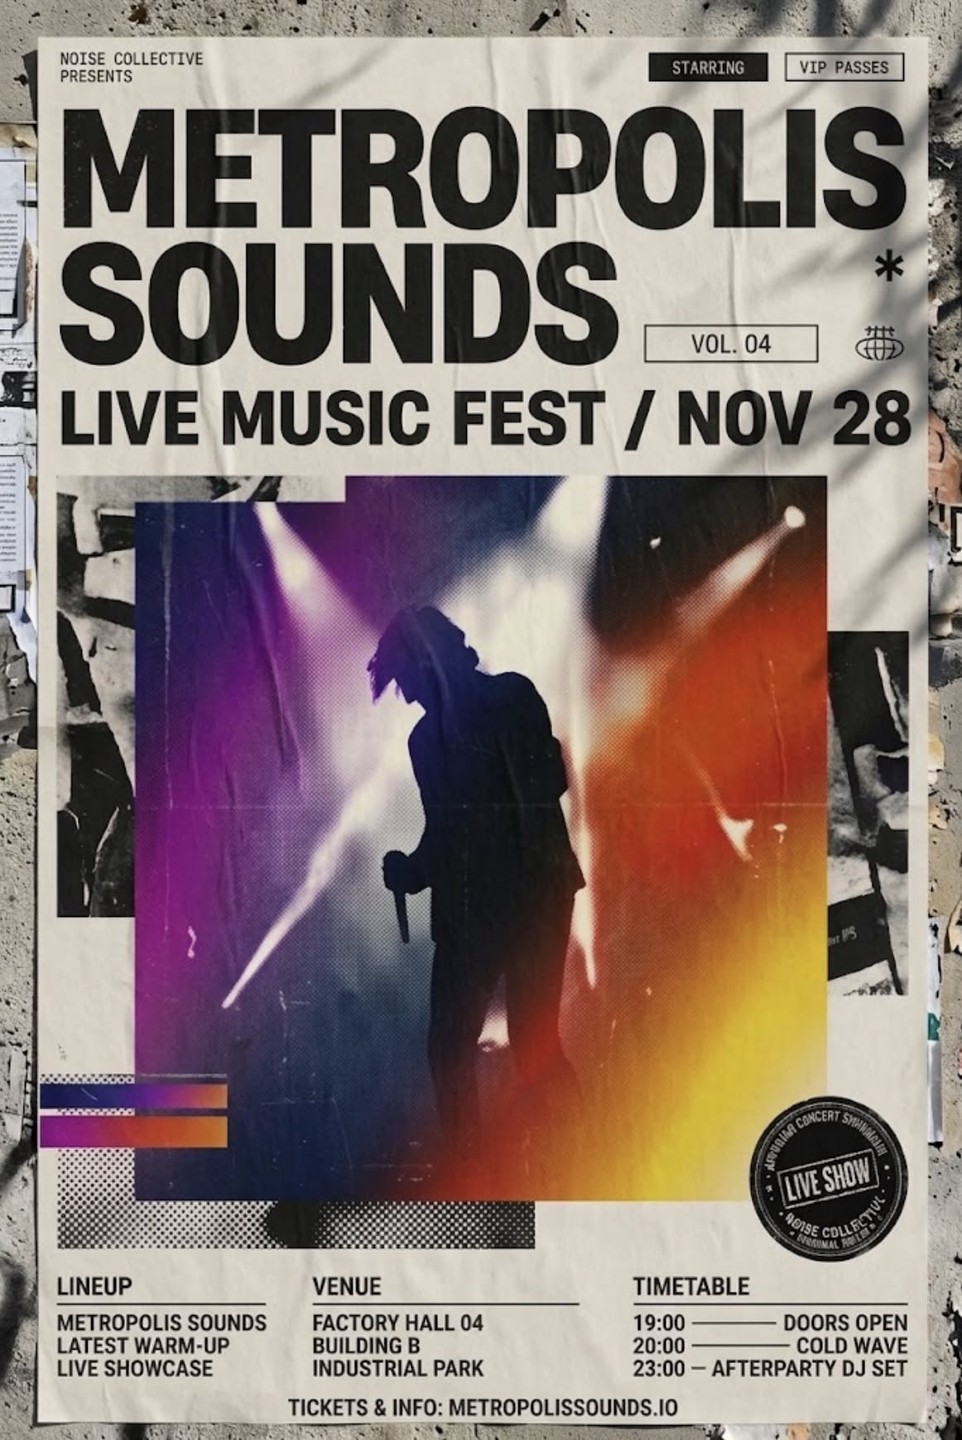 NOISE COLLECTIVE
PRESENTS
STARRING
VIP PASSES
METROPOLIS
SOUNDS
*
VOL. 04
LIVE MUSIC FEST / NOV 28
CONCERT
LIVE SHOW
NOISE COLLECTIVE
LINEUP
METROPOLIS SOUNDS
LATEST WARM-UP
LIVE SHOWCASE
VENUE
FACTORY HALL 04
BUILDING B
INDUSTRIAL PARK
TIMETABLE
19:00 — DOORS OPEN
20:00 — COLD WAVE
23:00 — AFTERPARTY DJ SET
TICKETS & INFO: METROPOLISSOUNDS.IO